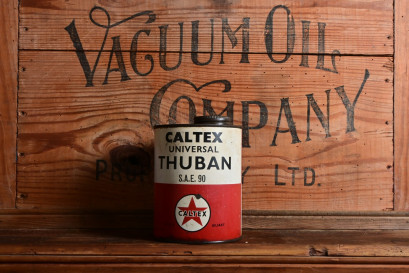 VACUUM OIL
COMPANY
PTY LTD.
CALTEX
UNIVERSAL
THUBAN
S.A.E. 90
CALTEX